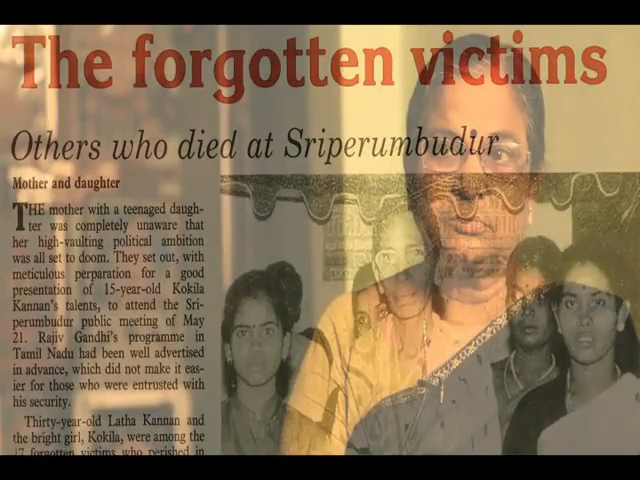 The forgotten victims
Others who died at Sriperumbudur
Mother and daughter
THE mother with a teenaged daugh-
ter was completely unaware that
her high-vaulting political ambition
was all set to doom. They set out, with
meticulous perparation for a good
presentation of 15-year-old Kokila
Kannan's talents, to attend the Sri-
perumbudur public meeting of May
21. Rajiv Gandhi's programme in
Tamil Nadu had been well advertised
in advance, which did not make it eas-
ier for those who were entrusted with
his security.
Thirty-year-old Latha Kannan and
the bright girl, Kokila, were among the
17 forgotten victims who perished in